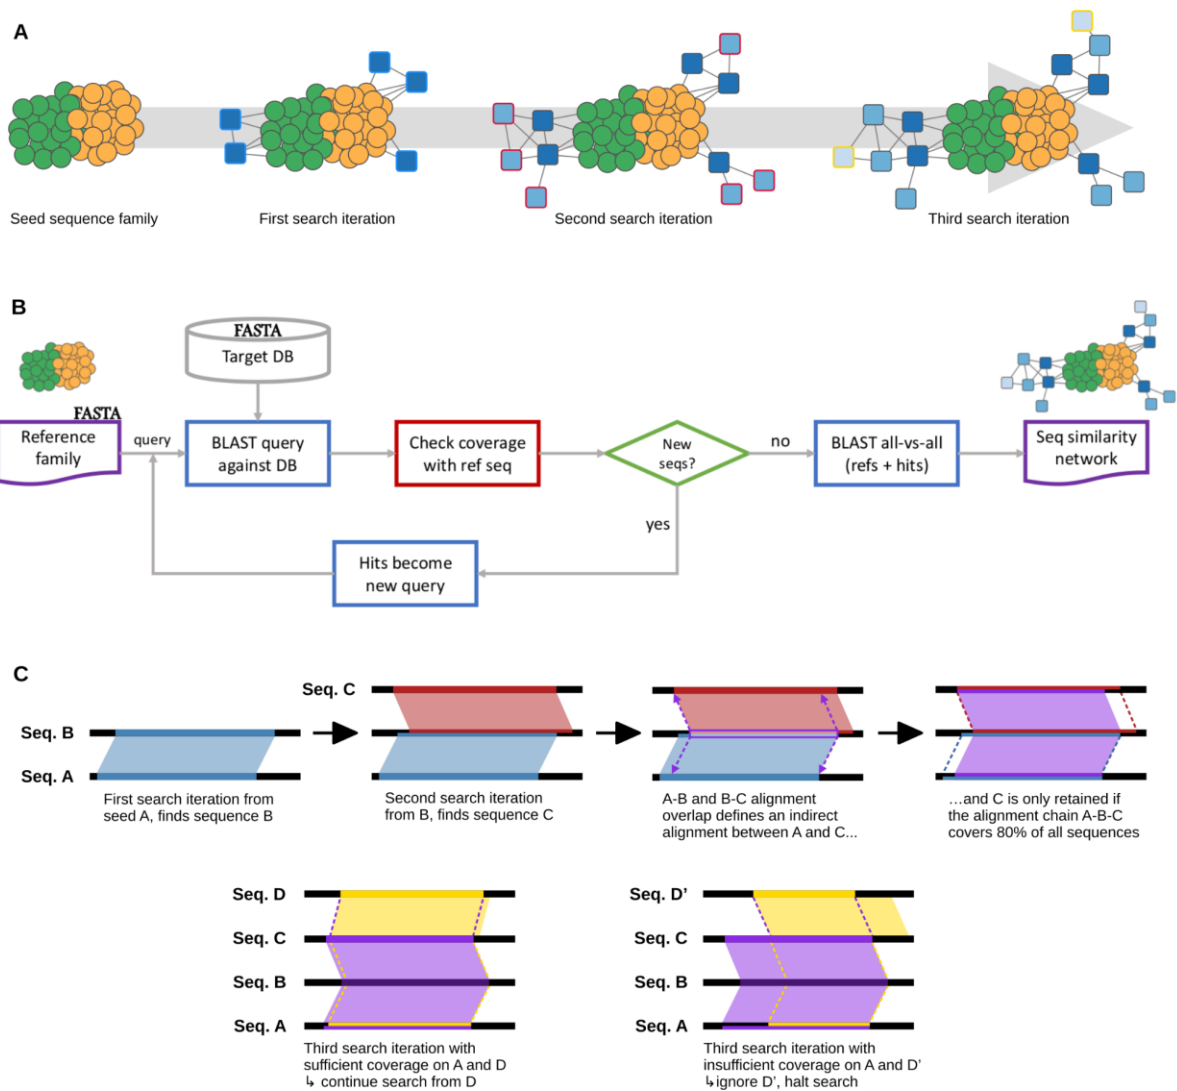 A
Seed sequence family
First search iteration
Second search iteration
Third search iteration
B
FASTA
Target DB
FASTA
Reference
family
query
BLAST query
against DB
Check coverage
with ref seq
New
seqs?
no
BLAST all-vs-all
(refs + hits)
Seq similarity
network
yes
Hits become
new query
C
Seq. C
Seq. B
Seq. A
First search iteration from
seed A, finds sequence B
Second search iteration
from B, finds sequence C
A-B and B-C alignment
overlap defines an indirect
alignment between A and C...
...and C is only retained if
the alignment chain A-B-C
covers 80% of all sequences
Seq. D
Seq. C
Seq. B
Seq. A
Third search iteration with
sufficient coverage on A and D
↳ continue search from D
Seq. D’
Seq. C
Seq. B
Seq. A
Third search iteration with
insufficient coverage on A and D’
↳ignore D’, halt search